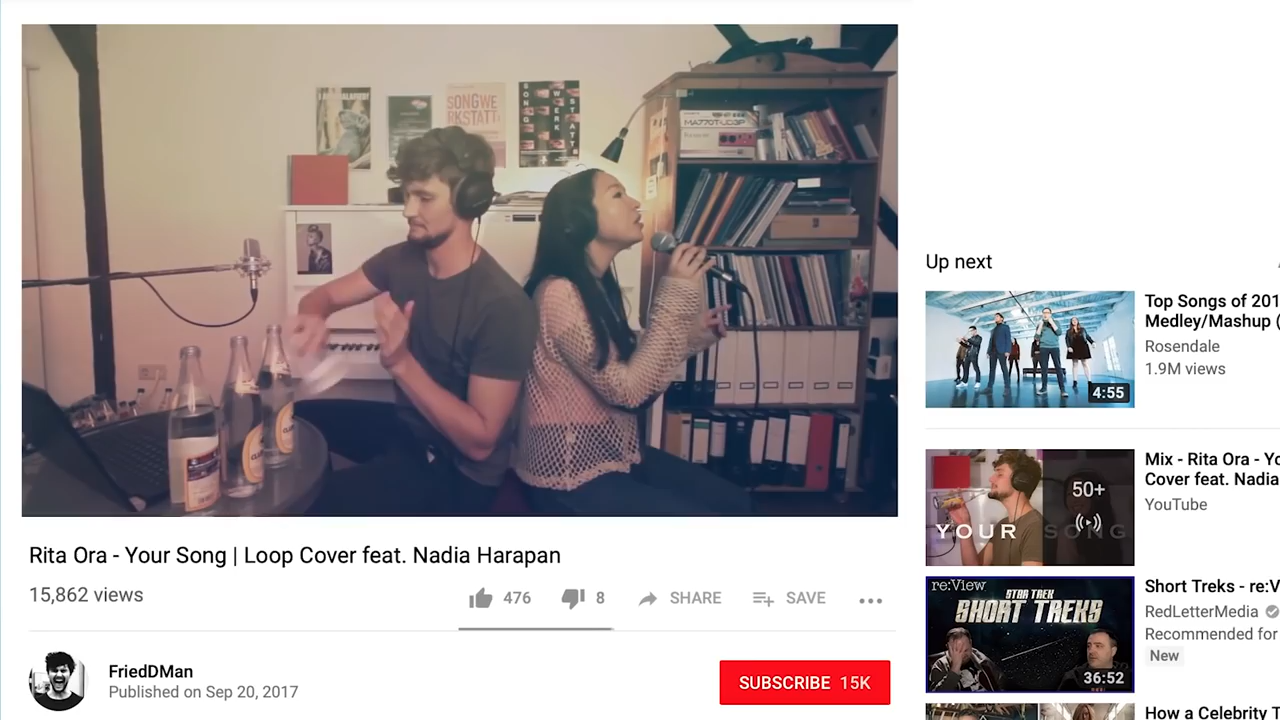 SONGWE
RKSTATT
MA770T-LO3P
Rita Ora - Your Song | Loop Cover feat. Nadia Harapan
15,862 views
476
8
SHARE
SAVE
FriedDMan
Published on Sep 20, 2017
SUBSCRIBE 15K
Up next
4:55
Top Songs of 201
Medley/Mashup (
Rosendale
1.9M views
50+
YOUR SONG
Mix - Rita Ora - Yo
Cover feat. Nadia
YouTube
re:View
STAR TREK
SHORT TREKS
36:52
Short Treks - re:V
RedLetterMedia
Recommended for
New
How a Celebrity T